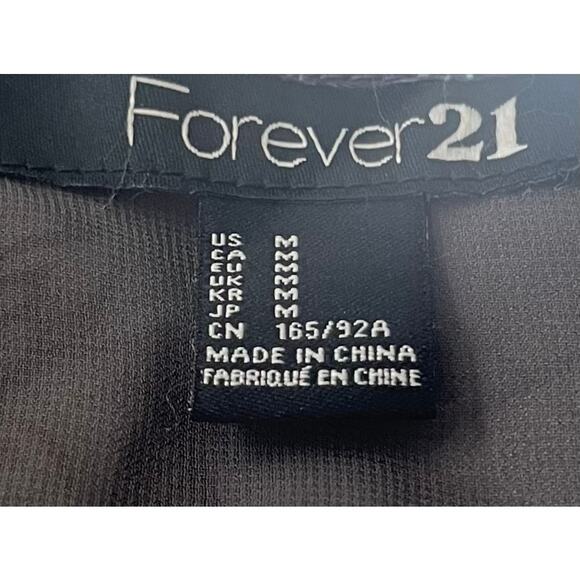 Forever21
US M
CA M
EU M
UK M
KR M
JP M
CN 165/92A
MADE IN CHINA
FABRIQUÉ EN CHINE